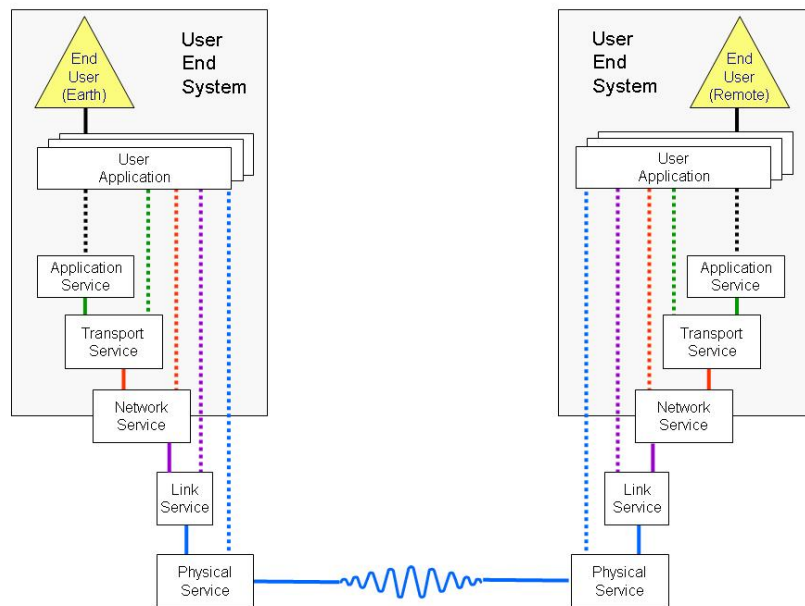 End
User
(Earth)
User
End
System
User
Application
Application
Service
Transport
Service
Network
Service
Link
Service
Physical
Service
User
End
System
End
User
(Remote)
User
Application
Application
Service
Transport
Service
Network
Service
Link
Service
Physical
Service